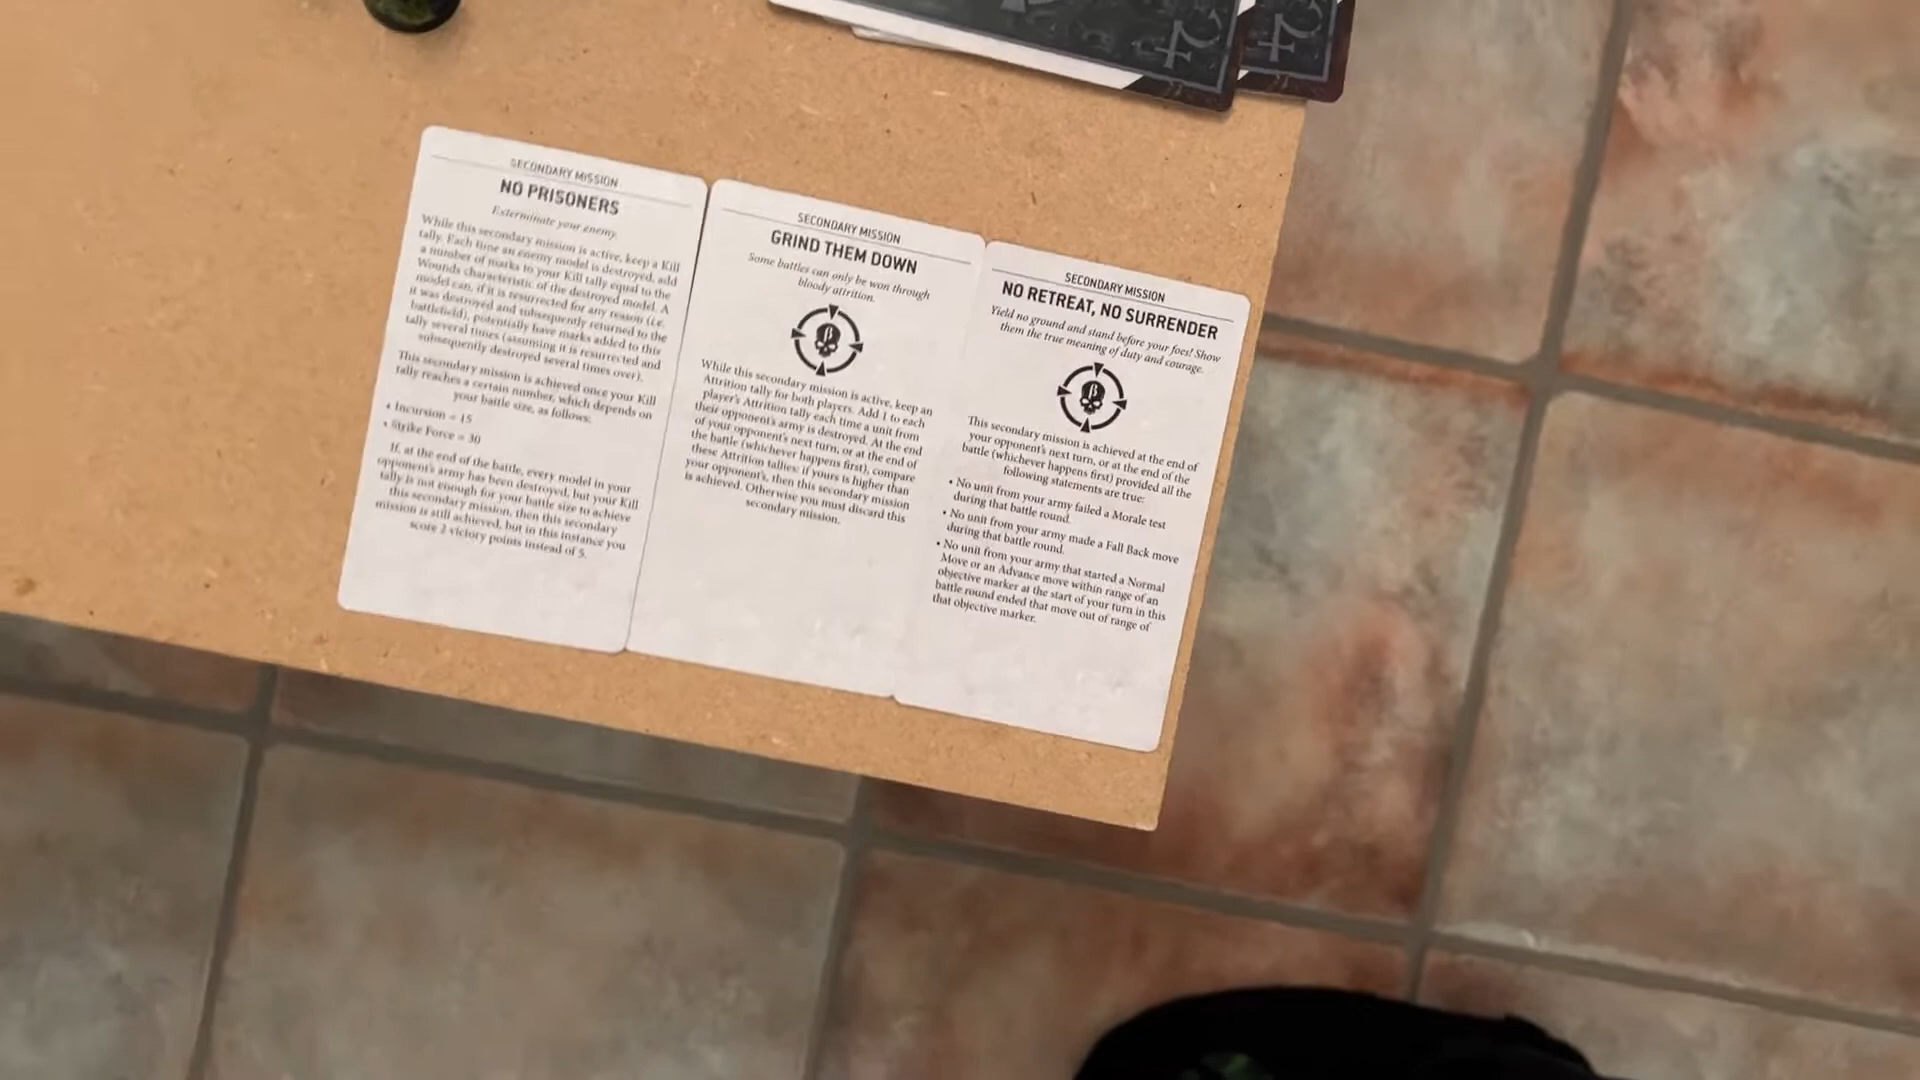 SECONDARY MISSION
NO PRISONERS
Exterminate your enemy.
While this secondary mission is active, keep a Kill
tally. Each time an enemy model is destroyed, add
a number of marks to your Kill tally equal to the
Wounds characteristic of the destroyed model. A
model can, if it is resurrected for any reason (i.e.
it was destroyed and subsequently returned to the
battlefield), potentially have marks added to this
tally several times (assuming it is resurrected and
subsequently destroyed several times over).
This secondary mission is achieved once your Kill
tally reaches a certain number, which depends on
your battle size, as follows:
• Incursion = 15
• Strike Force = 30
If, at the end of the battle, every model in your
opponent's army has been destroyed, but your Kill
tally is not enough for your battle size to achieve
this secondary mission, then this secondary
mission is still achieved, but in this instance you
score 2 victory points instead of 5.
SECONDARY MISSION
GRIND THEM DOWN
Some battles can only be won through
bloody attrition.
β
While this secondary mission is active, keep an
Attrition tally for both players. Add 1 to each
player's Attrition tally each time a unit from
their opponent's army is destroyed. At the end
of your opponent's next turn, or at the end of
the battle (whichever happens first), compare
these Attrition tallies: if yours is higher than
your opponent's, then this secondary mission
is achieved. Otherwise you must discard this
secondary mission.
SECONDARY MISSION
NO RETREAT, NO SURRENDER
Yield no ground and stand before your foes! Show
them the true meaning of duty and courage.
β
This secondary mission is achieved at the end of
your opponent's next turn, or at the end of the
battle (whichever happens first) provided all the
following statements are true:
• No unit from your army failed a Morale test
during that battle round.
• No unit from your army made a Fall Back move
during that battle round.
• No unit from your army that started a Normal
Move or an Advance move within range of an
objective marker at the start of your turn in this
battle round ended that move out of range of
that objective marker.